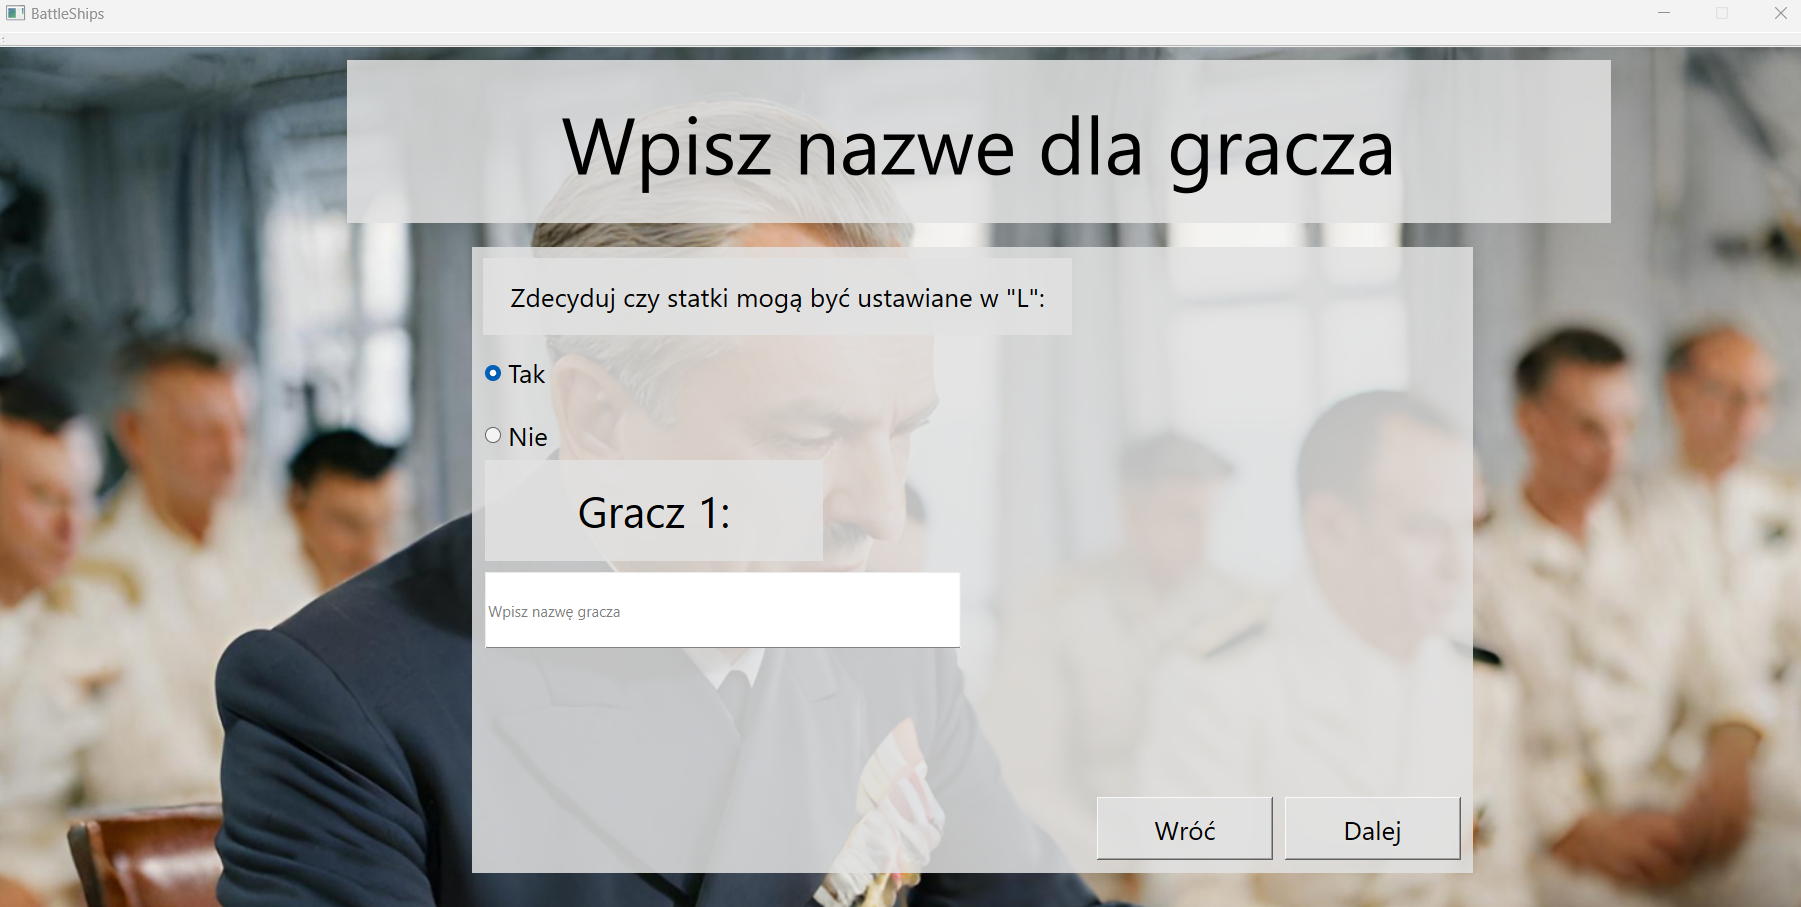 BattleShips
Wpisz nazwe dla gracza
Zdecyduj czy statki mogą być ustawiane w "L":
Tak
Nie
Gracz 1:
Wpisz nazwę gracza
Wróć
Dalej